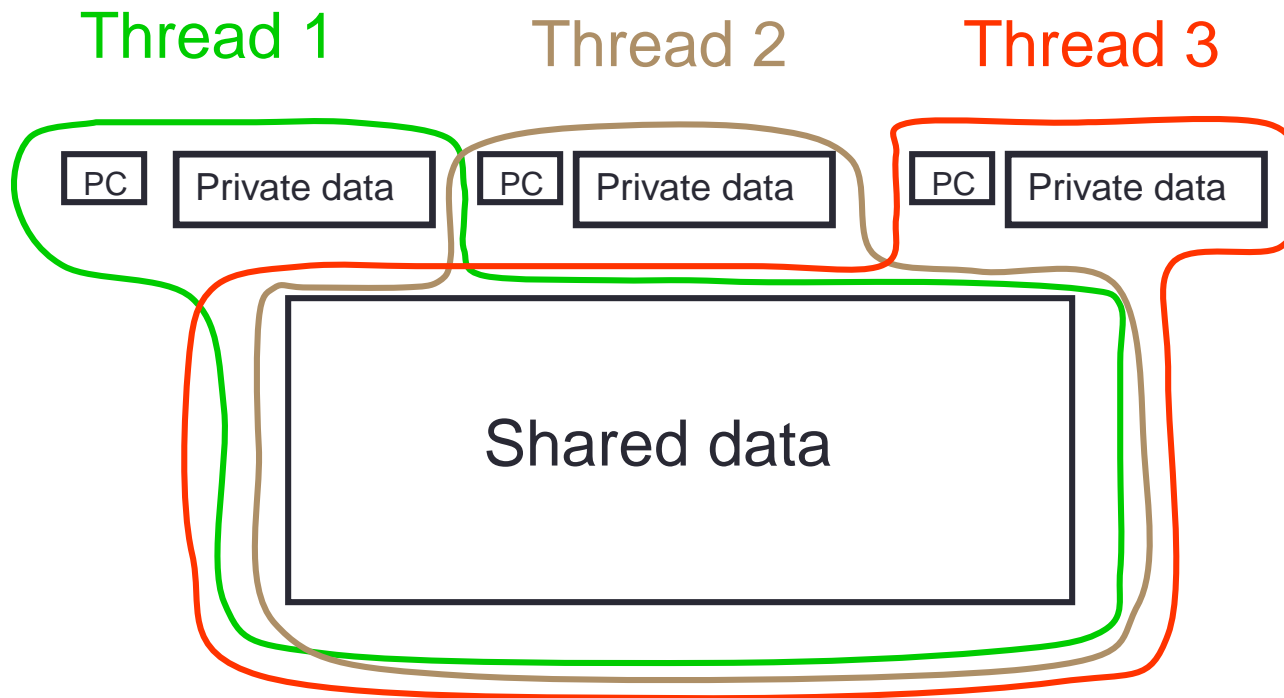 Thread 1 Thread 2 Thread 3
PC Private data PC Private data PC Private data
Shared data